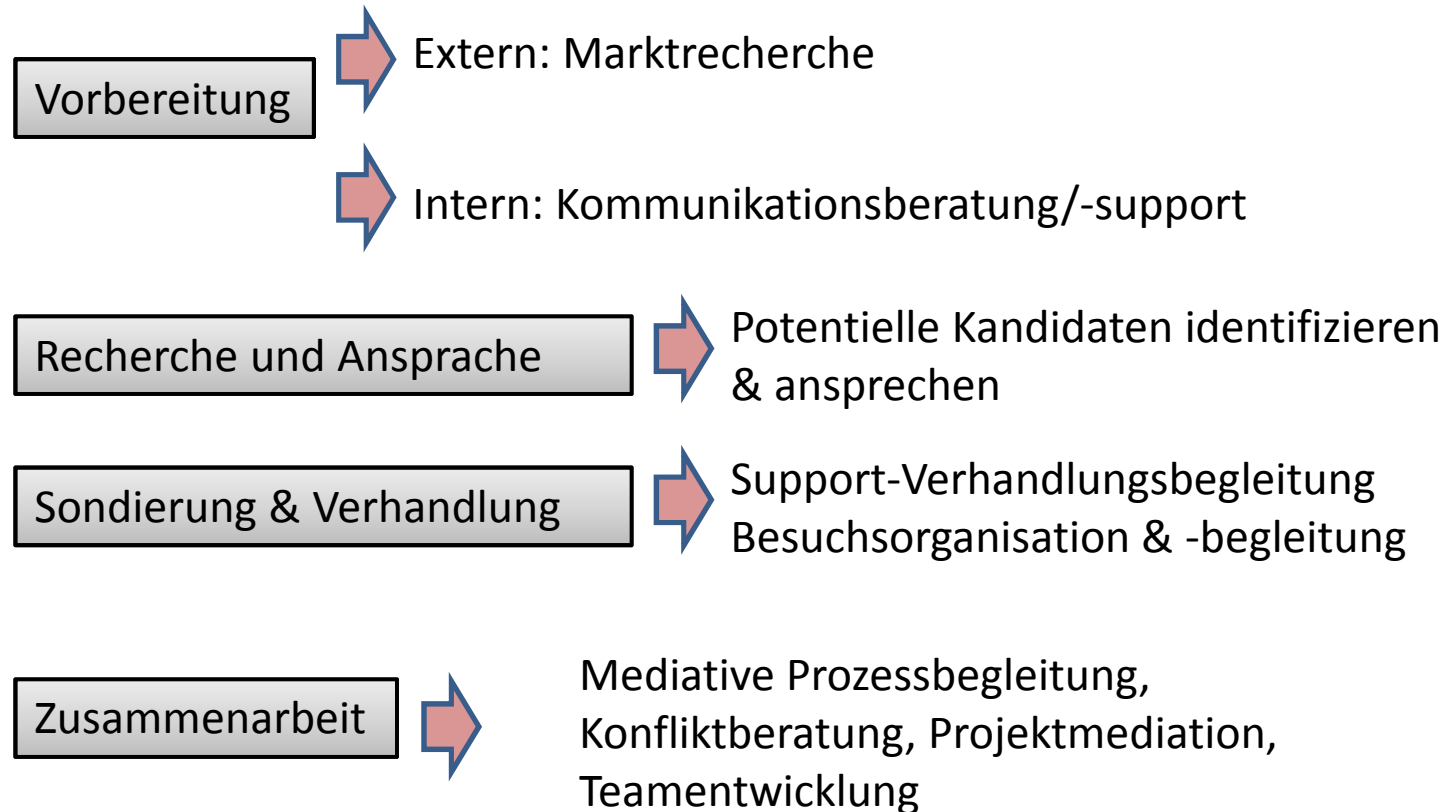 Vorbereitung
Extern: Marktrecherche
Intern: Kommunikationsberatung/-support
Recherche und Ansprache
Potentielle Kandidaten identifizieren
& ansprechen
Sondierung & Verhandlung
Support-Verhandlungsbegleitung
Besuchsorganisation & -begleitung
Zusammenarbeit
Mediative Prozessbegleitung,
Konfliktberatung, Projektmediation,
Teamentwicklung